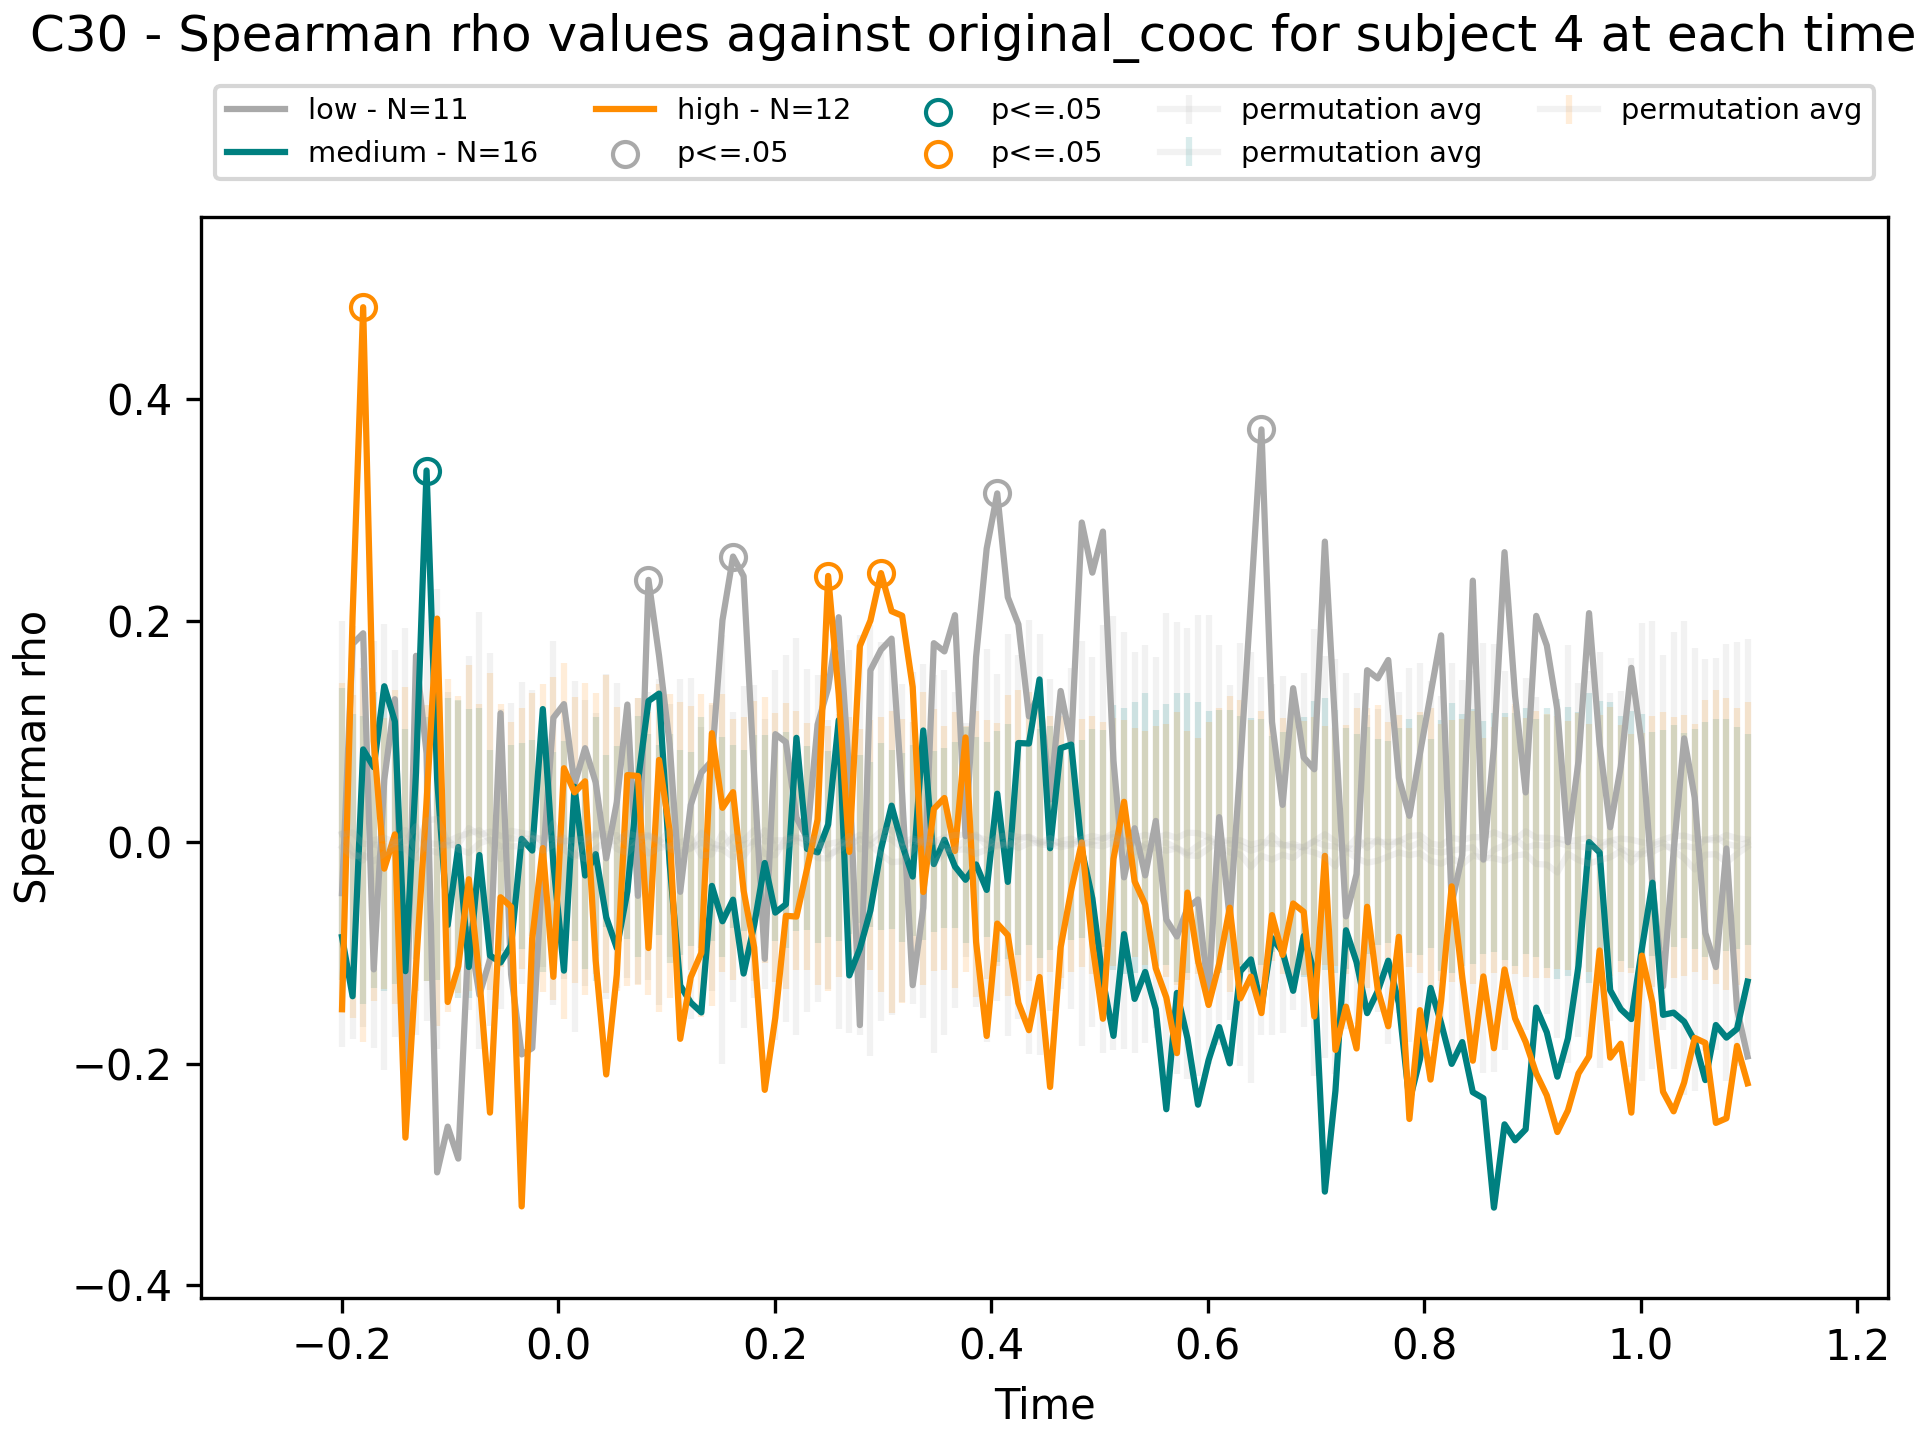 C30 - Spearman rho values against original_cooc for subject 4 at each time
low - N=11
medium - N=16
high - N=12
p<=.05
p<=.05
p<=.05
permutation avg
permutation avg
permutation avg
Spearman rho
0.4
0.2
0.0
−0.2
−0.4
−0.2
0.0
0.2
0.4
0.6
0.8
1.0
1.2
Time